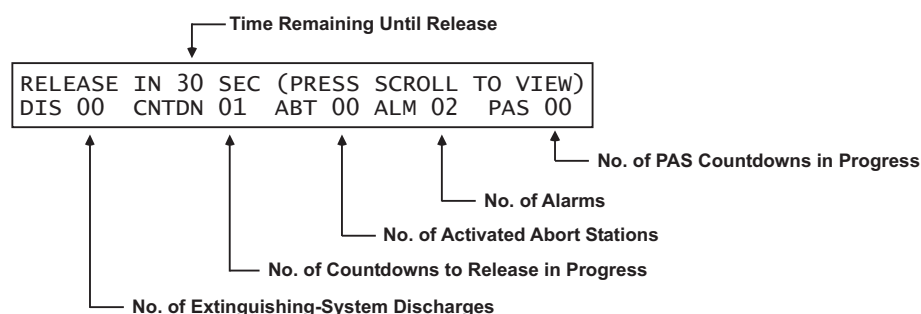 Time Remaining Until Release
RELEASE IN 30 SEC (PRESS SCROLL TO VIEW)
DIS 00 CNTDN 01 ABT 00 ALM 02 PAS 00
No. of PAS Countdowns in Progress
No. of Alarms
No. of Activated Abort Stations
No. of Countdowns to Release in Progress
No. of Extinguishing-System Discharges